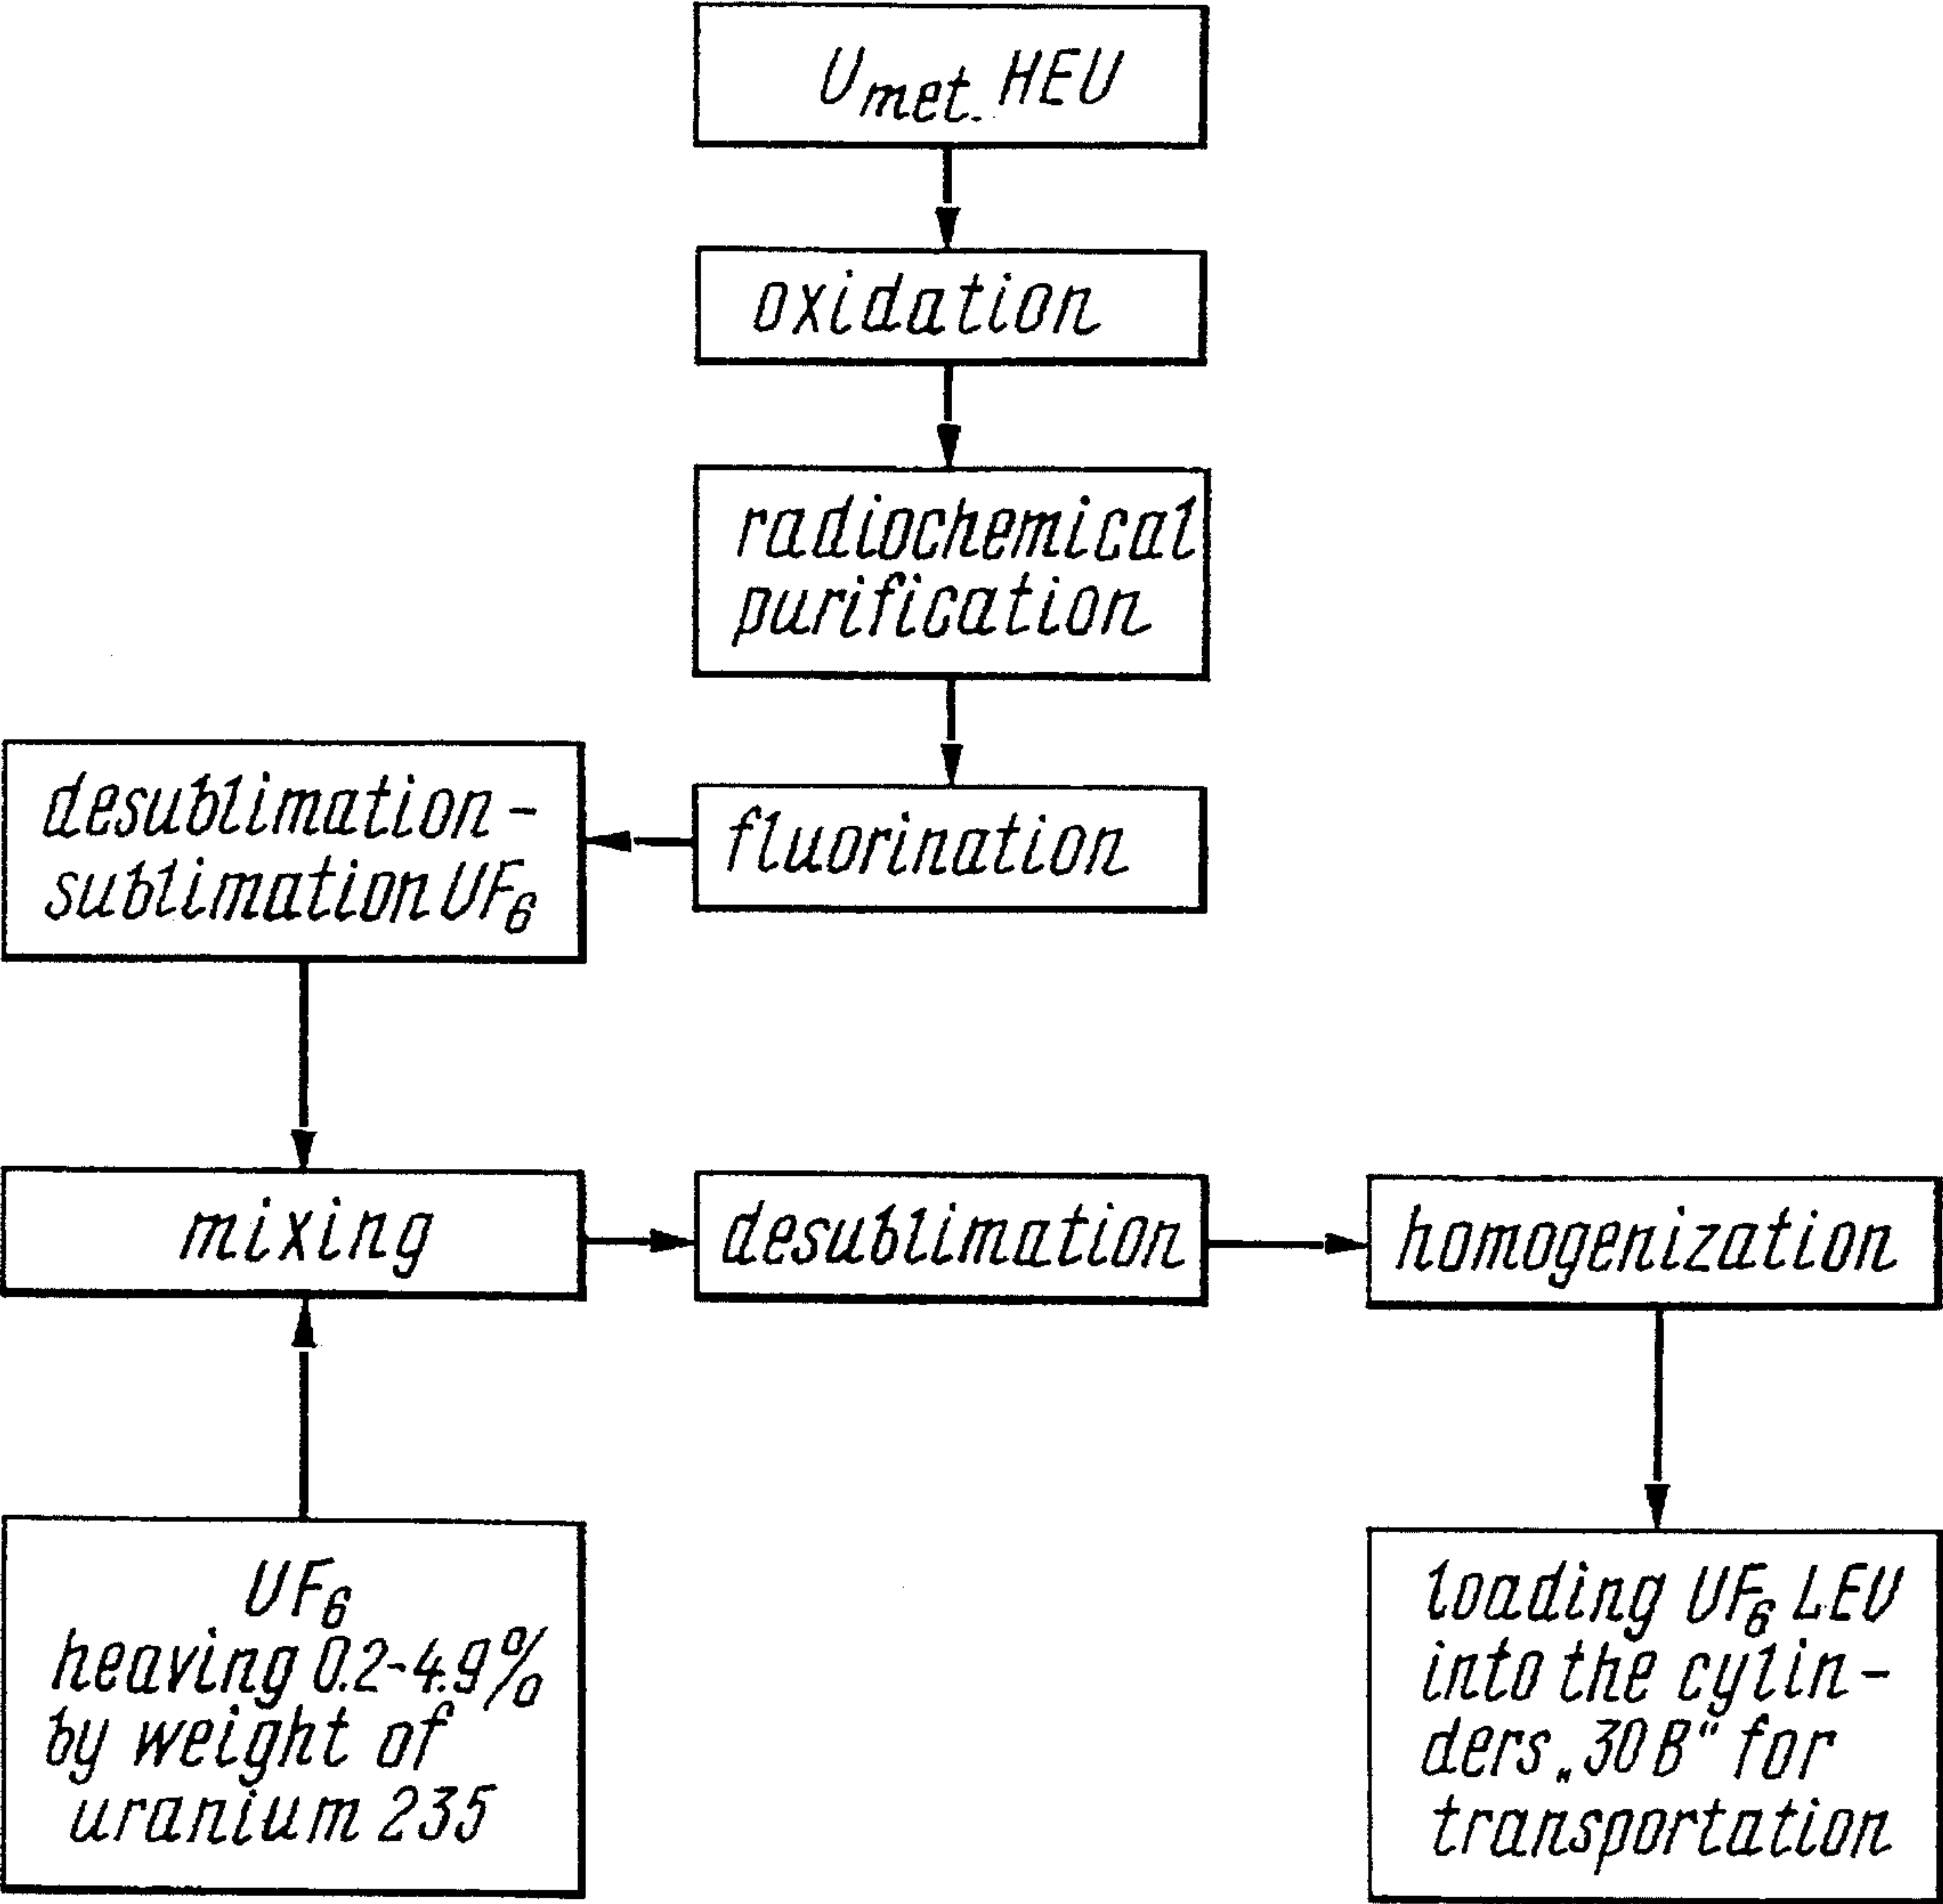 Umet. HEU
oxidation
radiochemical
purification
fluorination
desublimation-
sublimation UF6
mixing
desublimation
homogenization
UF6
heaving 0.2-4.9%
by weight of
uranium 235
loading UF6 LEU
into the cylin-
ders „30B“ for
transportation